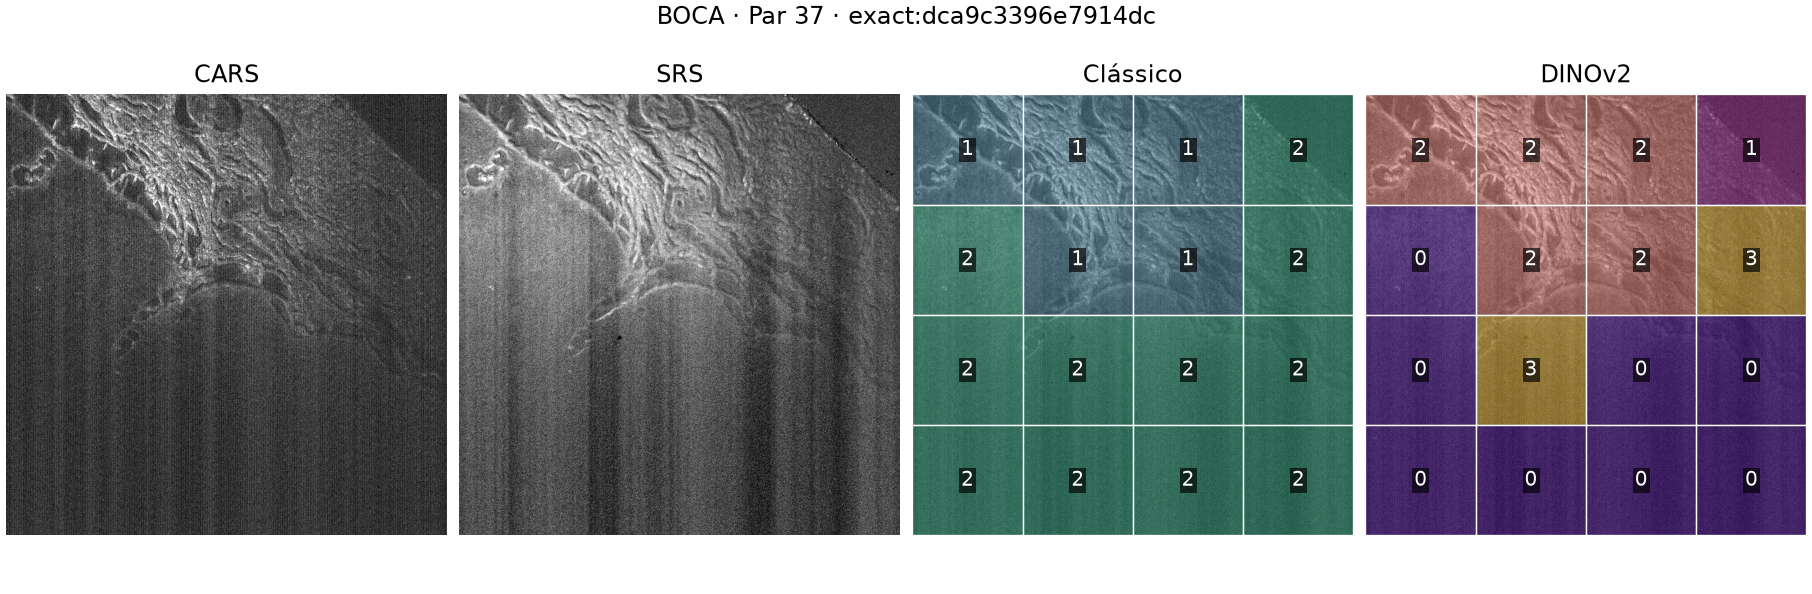 BOCA · Par 37 · exact:dca9c3396e7914dc
CARS
SRS
Clássico
DINOv2
1 1 1 2
2 1 1 2
2 2 2 2
2 2 2 2
2 2 2 1
0 2 2 3
0 3 0 0
0 0 0 0